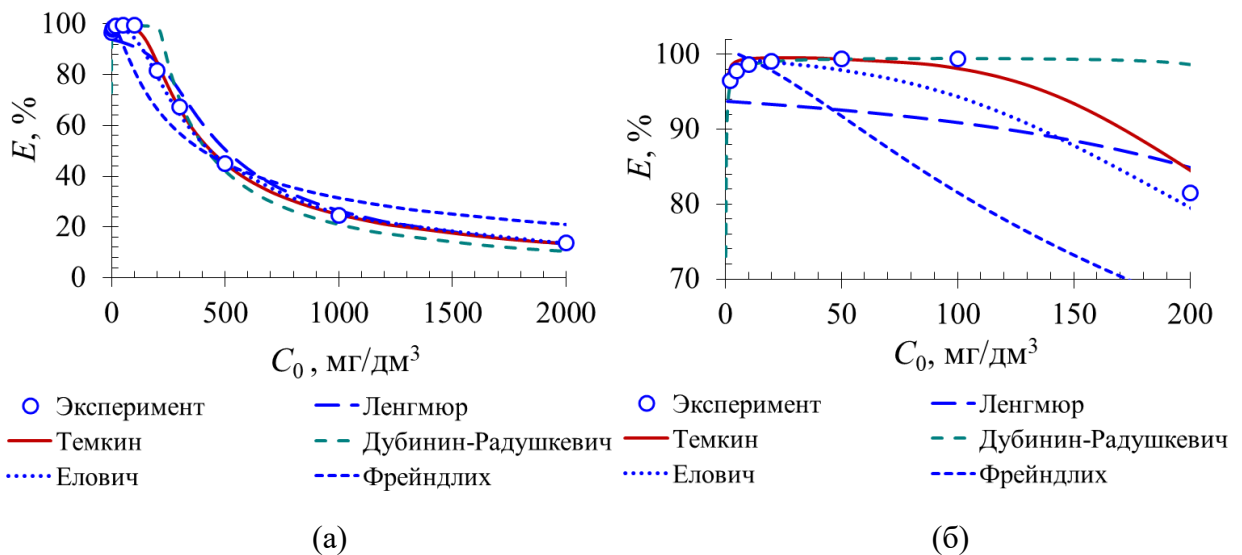 100
80
60
40
20
0
E, %
0
500
1000
1500
2000
C₀ , мг/дм³
Эксперимент
Ленгмюр
Темкин
Дубинин-Радушкевич
Елович
Фрейндлих
(а)
100
90
80
70
E, %
0
50
100
150
200
C₀, мг/дм³
Эксперимент
Ленгмюр
Темкин
Дубинин-Радушкевич
Елович
Фрейндлих
(б)